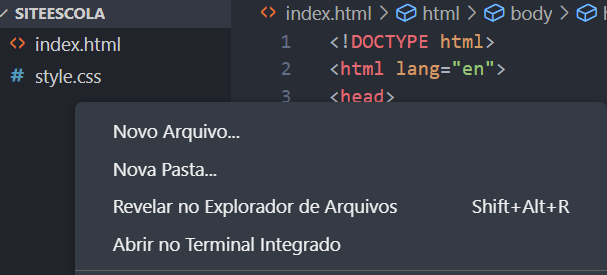 SITEESCOLA
<> index.html
# style.css
<> index.html > html > body >
1 <!DOCTYPE html>
2 <html lang="en">
3 <head>
Novo Arquivo...
Nova Pasta...
Revelar no Explorador de Arquivos Shift+Alt+R
Abrir no Terminal Integrado